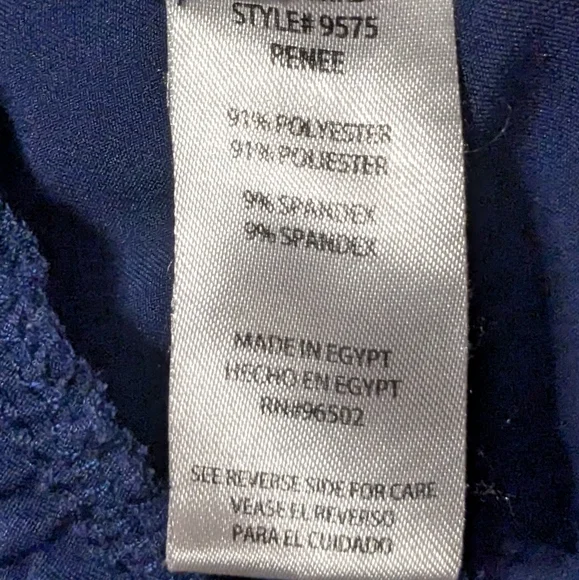 STYLE# 9575
RENEE
91% POLYESTER
91% POLIESTER
9% SPANDEX
9% SPANDEX
MADE IN EGYPT
HECHO EN EGYPT
RN#96502
SEE REVERSE SIDE FOR CARE
VEASE EL REVERSO
PARA EL CUIDADO